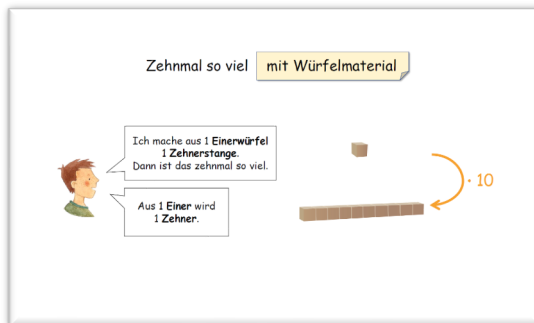 Zehnmal so viel mit Würfelmaterial
Ich mache aus 1 Einerwürfel
1 Zehnerstange.
Dann ist das zehnmal so viel.
Aus 1 Einer wird
1 Zehner.
· 10